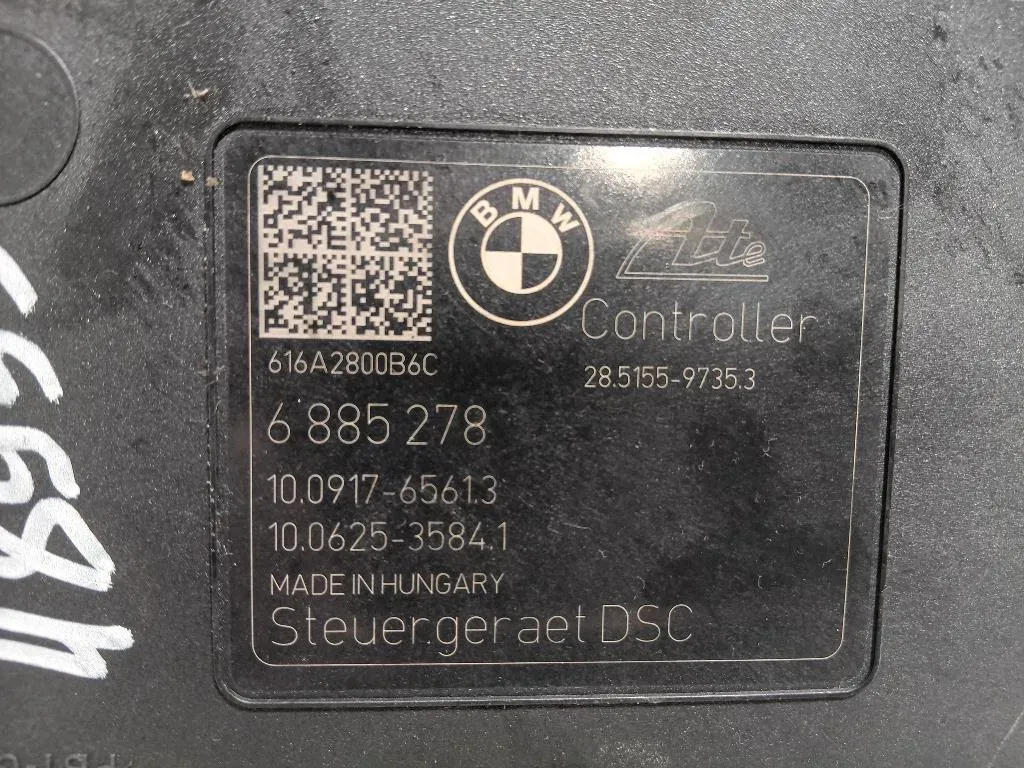 BMW
Ate
Controller
616A2800B6C
28.5155-9735.3
6 885 278
10.0917-6561.3
10.0625-3584.1
MADE IN HUNGARY
Steuergeraet DSC